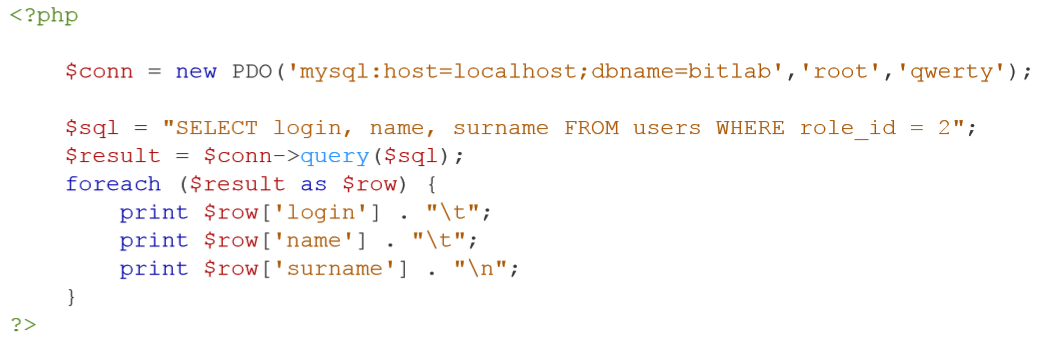 <?php
$conn = new PDO('mysql:host=localhost;dbname=bitlab','root','qwerty');
$sql = "SELECT login, name, surname FROM users WHERE role_id = 2";
$result = $conn->query($sql);
foreach ($result as $row) {
print $row['login'] . "\t";
print $row['name'] . "\t";
print $row['surname'] . "\n";
}
?>